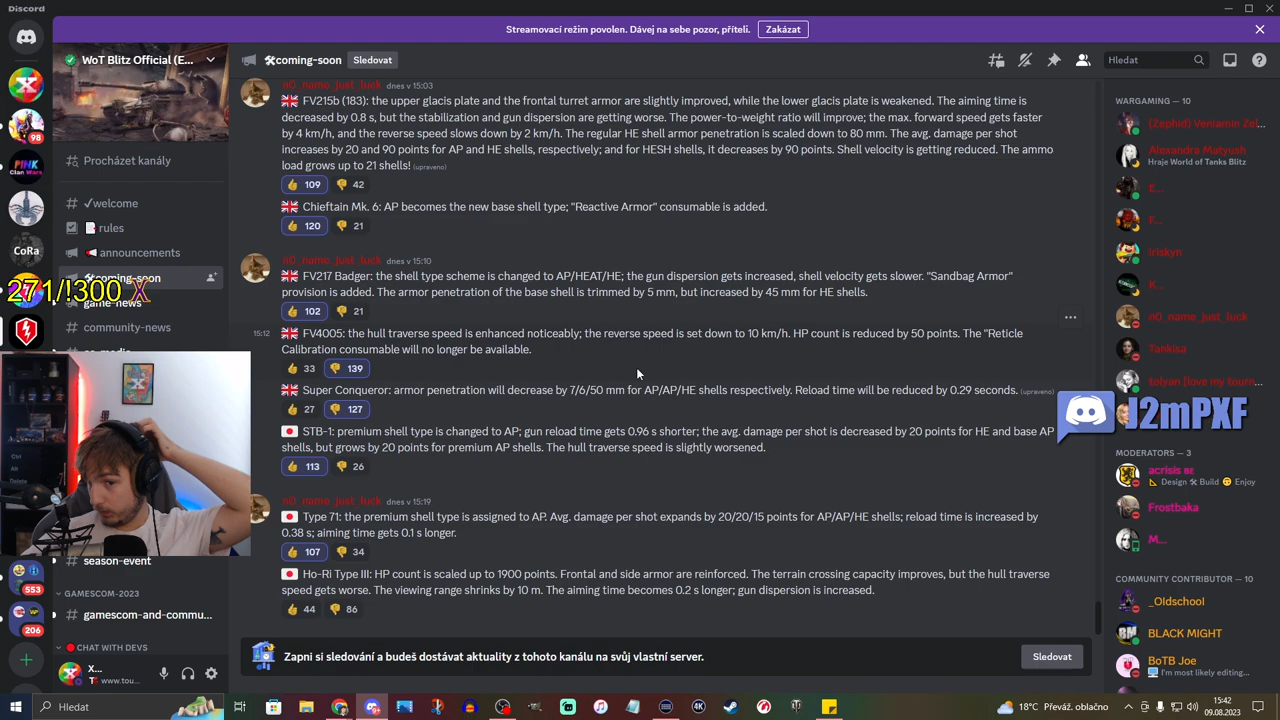 Discord
Streamovací režim povolen. Dávej na sebe pozor, příteli.
Zakázat
WoT Blitz Official (E...
coming-soon
Sledovat
Hledat
Procházet kanály
welcome
rules
announcements
coming-soon
game-news
community-news
season-event
GAMESCOM-2023
gamescom-and-commu...
CHAT WITH DEVS
X...
www.tou...
98
PINK
Clan Wars
CoRa
271/!300 X
553
206
n0_name_just_luck dnes v 15:03
FV215b (183): the upper glacis plate and the frontal turret armor are slightly improved, while the lower glacis plate is weakened. The aiming time is
decreased by 0.8 s, but the stabilization and gun dispersion are getting worse. The power-to-weight ratio will improve; the max. forward speed gets faster
by 4 km/h, and the reverse speed slows down by 2 km/h. The regular HE shell armor penetration is scaled down to 80 mm. The avg. damage per shot
increases by 20 and 90 points for AP and HE shells, respectively; and for HESH shells, it decreases by 90 points. Shell velocity is getting reduced. The ammo
load grows up to 21 shells! (upraveno)
109 42
Chieftain Mk. 6: AP becomes the new base shell type; "Reactive Armor" consumable is added.
120 21
n0_name_just_luck dnes v 15:10
FV217 Badger: the shell type scheme is changed to AP/HEAT/HE; the gun dispersion gets increased, shell velocity gets slower. "Sandbag Armor"
provision is added. The armor penetration of the base shell is trimmed by 5 mm, but increased by 45 mm for HE shells.
102 21
15:12
FV4005: the hull traverse speed is enhanced noticeably; the reverse speed is set down to 10 km/h. HP count is reduced by 50 points. The "Reticle
Calibration consumable will no longer be available.
33 139
Super Conqueror: armor penetration will decrease by 7/6/50 mm for AP/AP/HE shells respectively. Reload time will be reduced by 0.29 seconds. (upraveno)
27 127
STB-1: premium shell type is changed to AP; gun reload time gets 0.96 s shorter; the avg. damage per shot is decreased by 20 points for HE and base AP
shells, but grows by 20 points for premium AP shells. The hull traverse speed is slightly worsened.
113 26
n0_name_just_luck dnes v 15:19
Type 71: the premium shell type is assigned to AP. Avg. damage per shot expands by 20/20/15 points for AP/AP/HE shells; reload time is increased by
0.38 s; aiming time gets 0.1 s longer.
107 34
Ho-Ri Type III: HP count is scaled up to 1900 points. Frontal and side armor are reinforced. The terrain crossing capacity improves, but the hull traverse
speed gets worse. The viewing range shrinks by 10 m. The aiming time becomes 0.2 s longer; gun dispersion is increased.
44 86
Zapni si sledování a budeš dostávat aktuality z tohoto kanálu na svůj vlastní server.
Sledovat
WARGAMING — 10
(Zephid) Veniamin Zel...
Alexandra Matyush
Hraje World of Tanks Blitz
E...
F...
Iriskyn
K...
n0_name_just_luck
Tankisa
J2mPXF
MODERATORS — 3
acrisis BE
Design Build Enjoy
Frostbaka
M...
COMMUNITY CONTRIBUTOR — 10
_Oldschool
BLACK MIGHT
BoTB Joe
I'm most likely editing...
Hledat
18°C Převáž. oblačno
15:42
09.08.2023